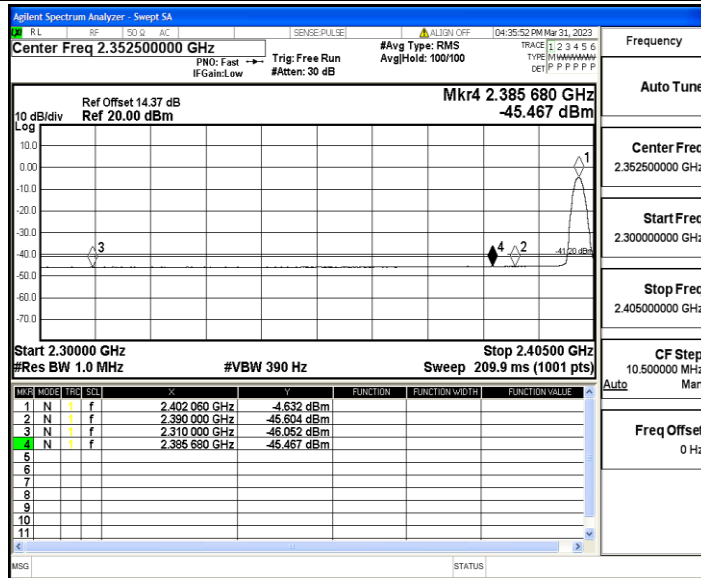 Agilent Spectrum Analyzer - Swept SA
RL RF 50 Ω AC SENSE:PULSE ALIGN OFF 04:35:52 PM Mar 31, 2023
Center Freq 2.352500000 GHz
PNO: Fast
IFGain:Low
Trig: Free Run
#Atten: 30 dB
#Avg Type: RMS
Avg|Hold: 100/100
TRACE 1 2 3 4 5 6
TYPE MWWWWW
DET P P P P P P
Mkr4 2.385 680 GHz
-45.467 dBm
Ref Offset 14.37 dB
10 dB/div Ref 20.00 dBm
Log
10.0
0.00
-10.0
-20.0
-30.0
-40.0
-50.0
-60.0
-70.0
1
2
3
4
-41.20 dBm
Start 2.30000 GHz Stop 2.40500 GHz
#Res BW 1.0 MHz #VBW 390 Hz Sweep 209.9 ms (1001 pts)
MKR MODE TRC SCL X Y FUNCTION FUNCTION WIDTH FUNCTION VALUE
1 N 1 f 2.402 060 GHz -4.632 dBm
2 N 1 f 2.390 000 GHz -45.604 dBm
3 N 1 f 2.310 000 GHz -46.052 dBm
4 N 1 f 2.385 680 GHz -45.467 dBm
5
6
7
8
9
10
11
MSG STATUS
Frequency
Auto Tune
Center Freq
2.352500000 GHz
Start Freq
2.300000000 GHz
Stop Freq
2.405000000 GHz
CF Step
10.500000 MHz
Auto Man
Freq Offset
0 Hz